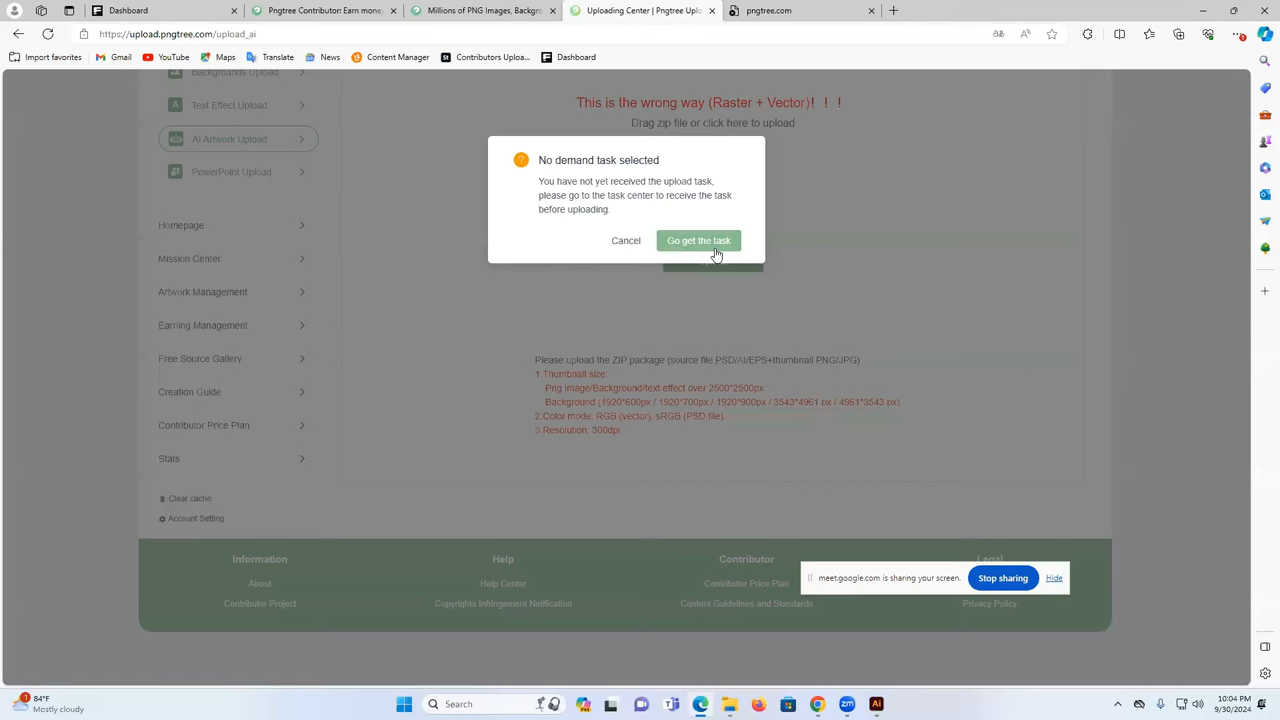 Dashboard
Pngtree Contributor: Earn money
Millions of PNG Images, Backgr
Uploading Center | Pngtree Uplo
pngtree.com
https://upload.pngtree.com/upload_ai
Import favorites
Gmail
YouTube
Maps
Translate
News
Content Manager
Contributors Uploa...
Dashboard
Backgrounds Upload
Text Effect Upload
AI Artwork Upload
PowerPoint Upload
Homepage
Mission Center
Artwork Management
Earning Management
Free Source Gallery
Creation Guide
Contributor Price Plan
Stats
Clear cache
Account Setting
This is the wrong way (Raster + Vector)! ! !
Drag zip file or click here to upload
No demand task selected
You have not yet received the upload task,
please go to the task center to receive the task
before uploading.
Cancel
Go get the task
Please upload the ZIP package (source file PSD/AI/EPS+thumbnail PNG/JPG)
1.Thumbnail size:
Png image/Background/text effect over 2500*2500px
Background (1920*600px / 1920*700px / 1920*900px / 3543*4961 px / 4961*3543 px)
2.Color mode: RGB (vector), sRGB (PSD file).
3.Resolution: 300dpi
Information
About
Contributor Project
Help
Help Center
Copyrights Infringement Notification
Contributor
Contributor Price Plan
Content Guidelines and Standards
Legal
Privacy Policy
meet.google.com is sharing your screen.
Stop sharing
Hide
84°F
Mostly cloudy
Search
10:04 PM
9/30/2024